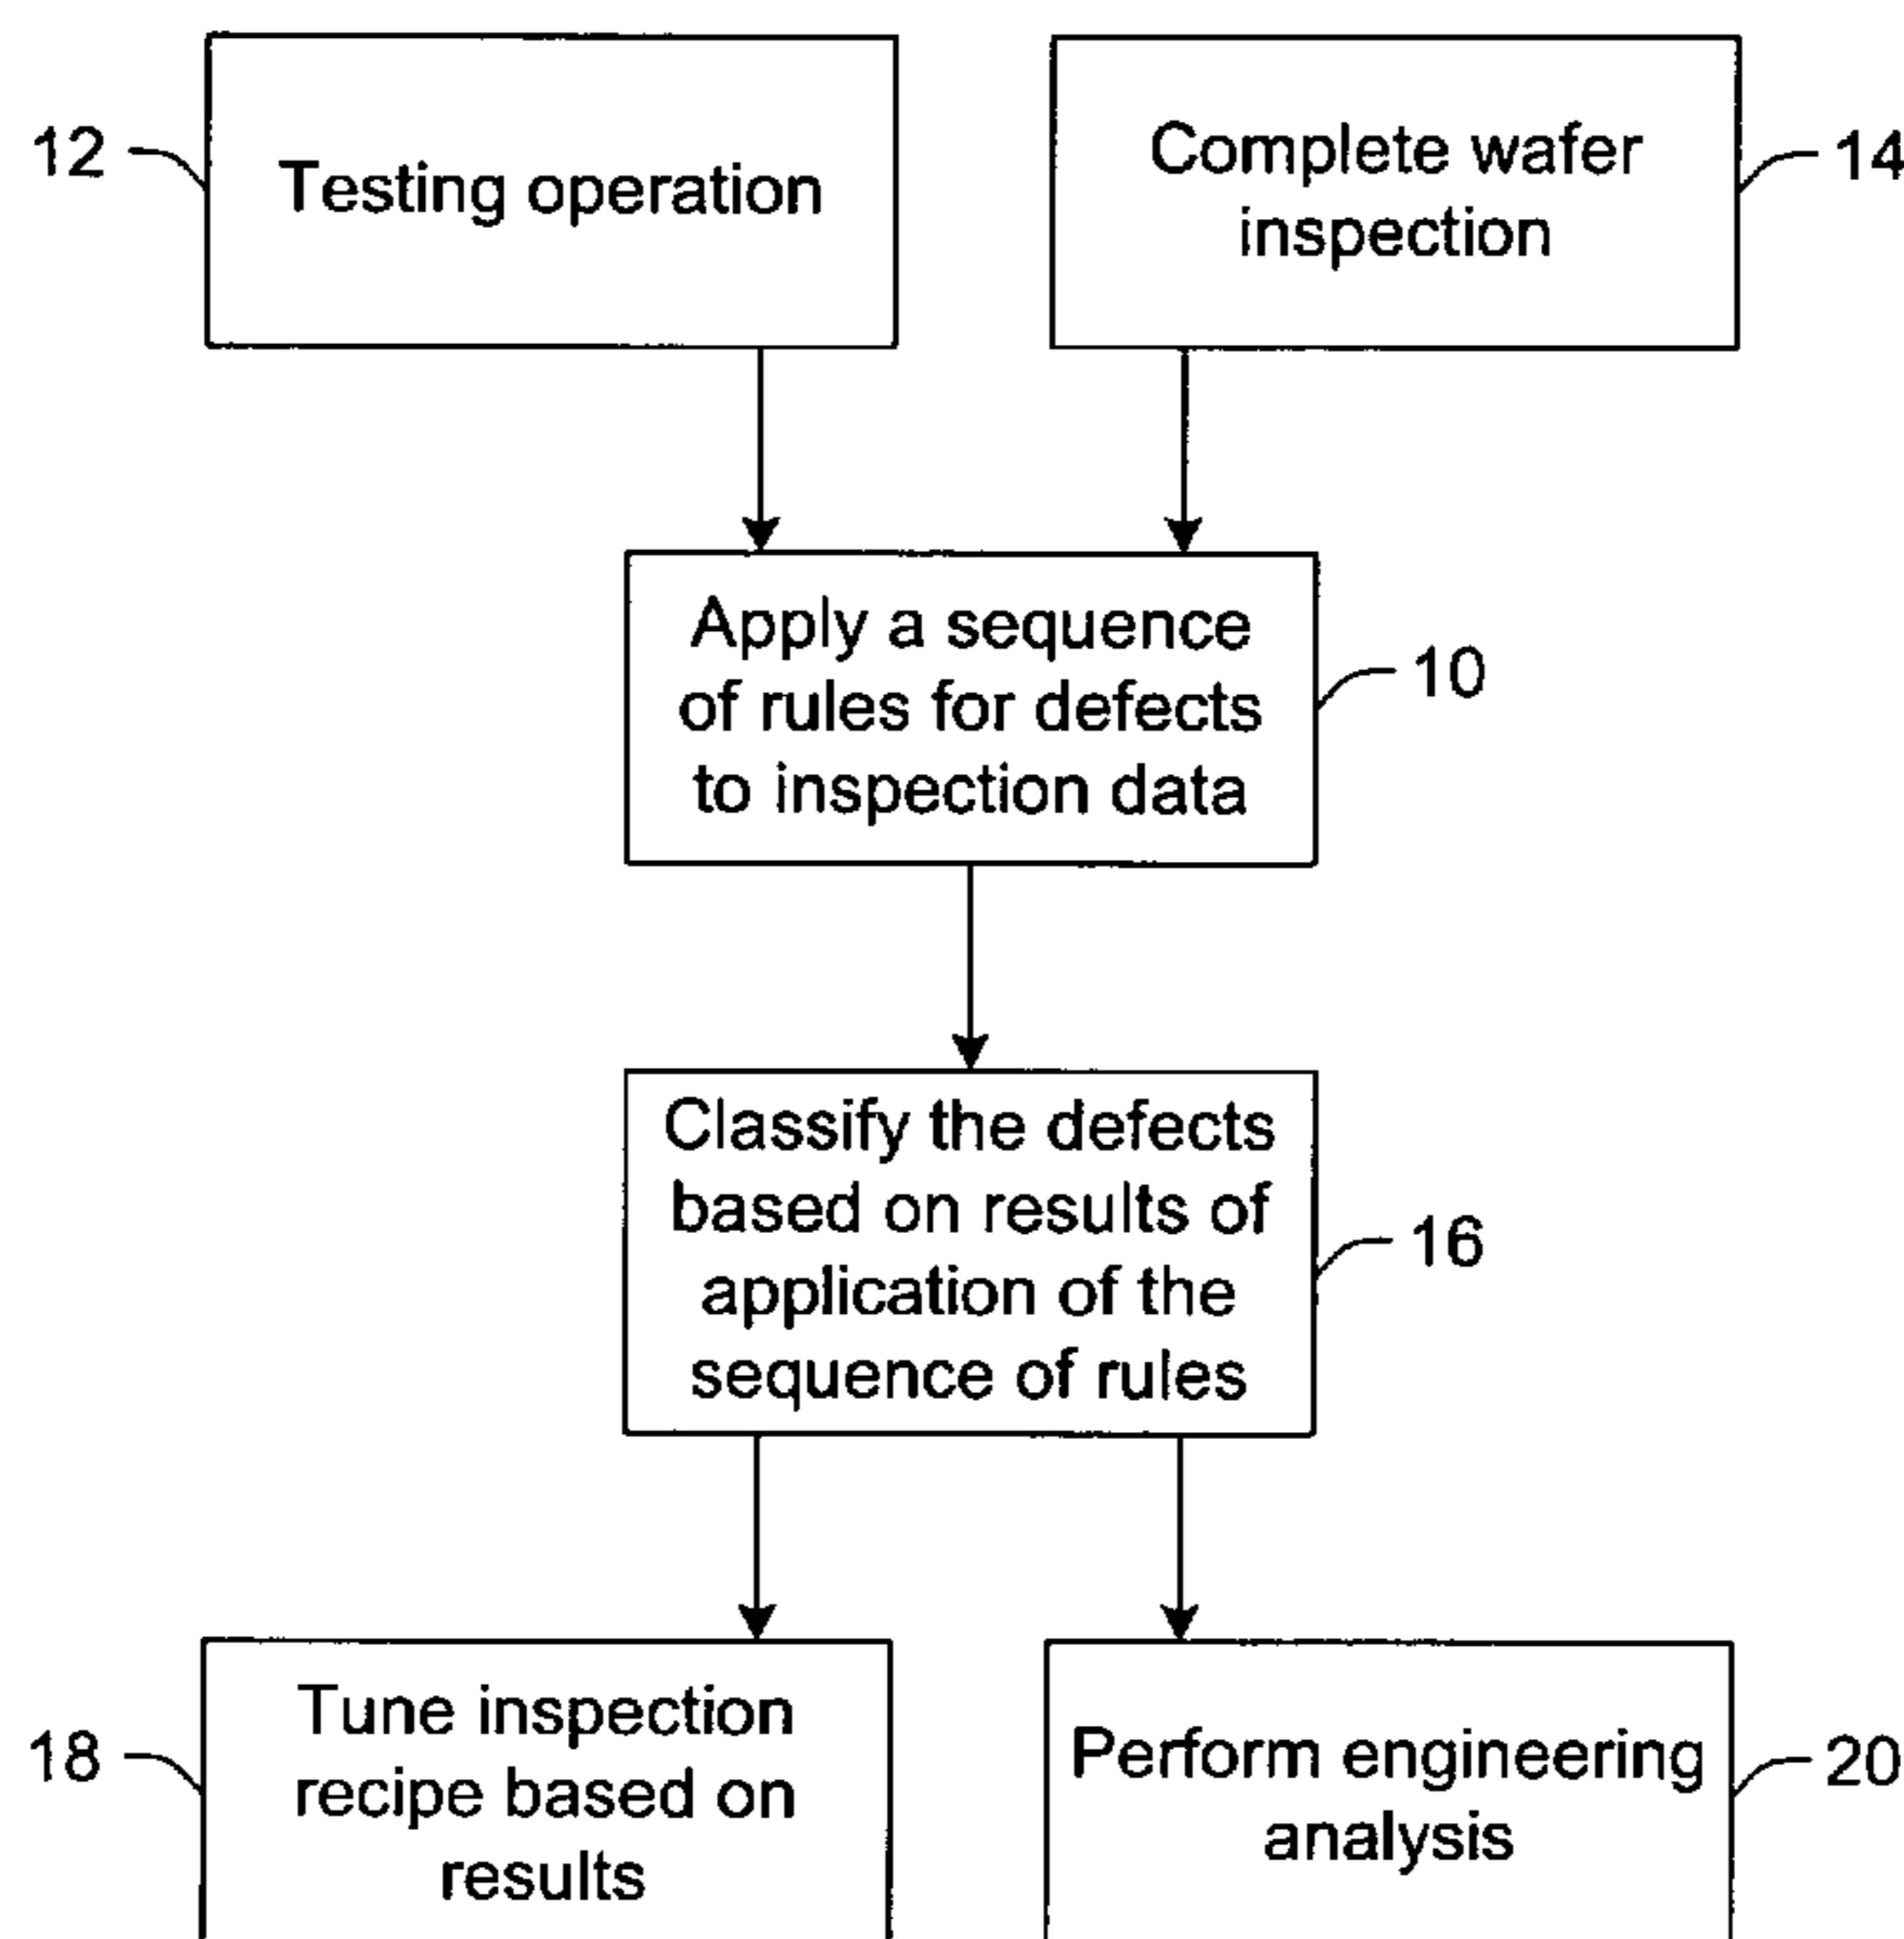 12
Testing operation
Complete wafer
inspection
14
Apply a sequence
of rules for defects
to inspection data
10
Classify the defects
based on results of
application of the
sequence of rules
16
18
Tune inspection
recipe based on
results
Perform engineering
analysis
20